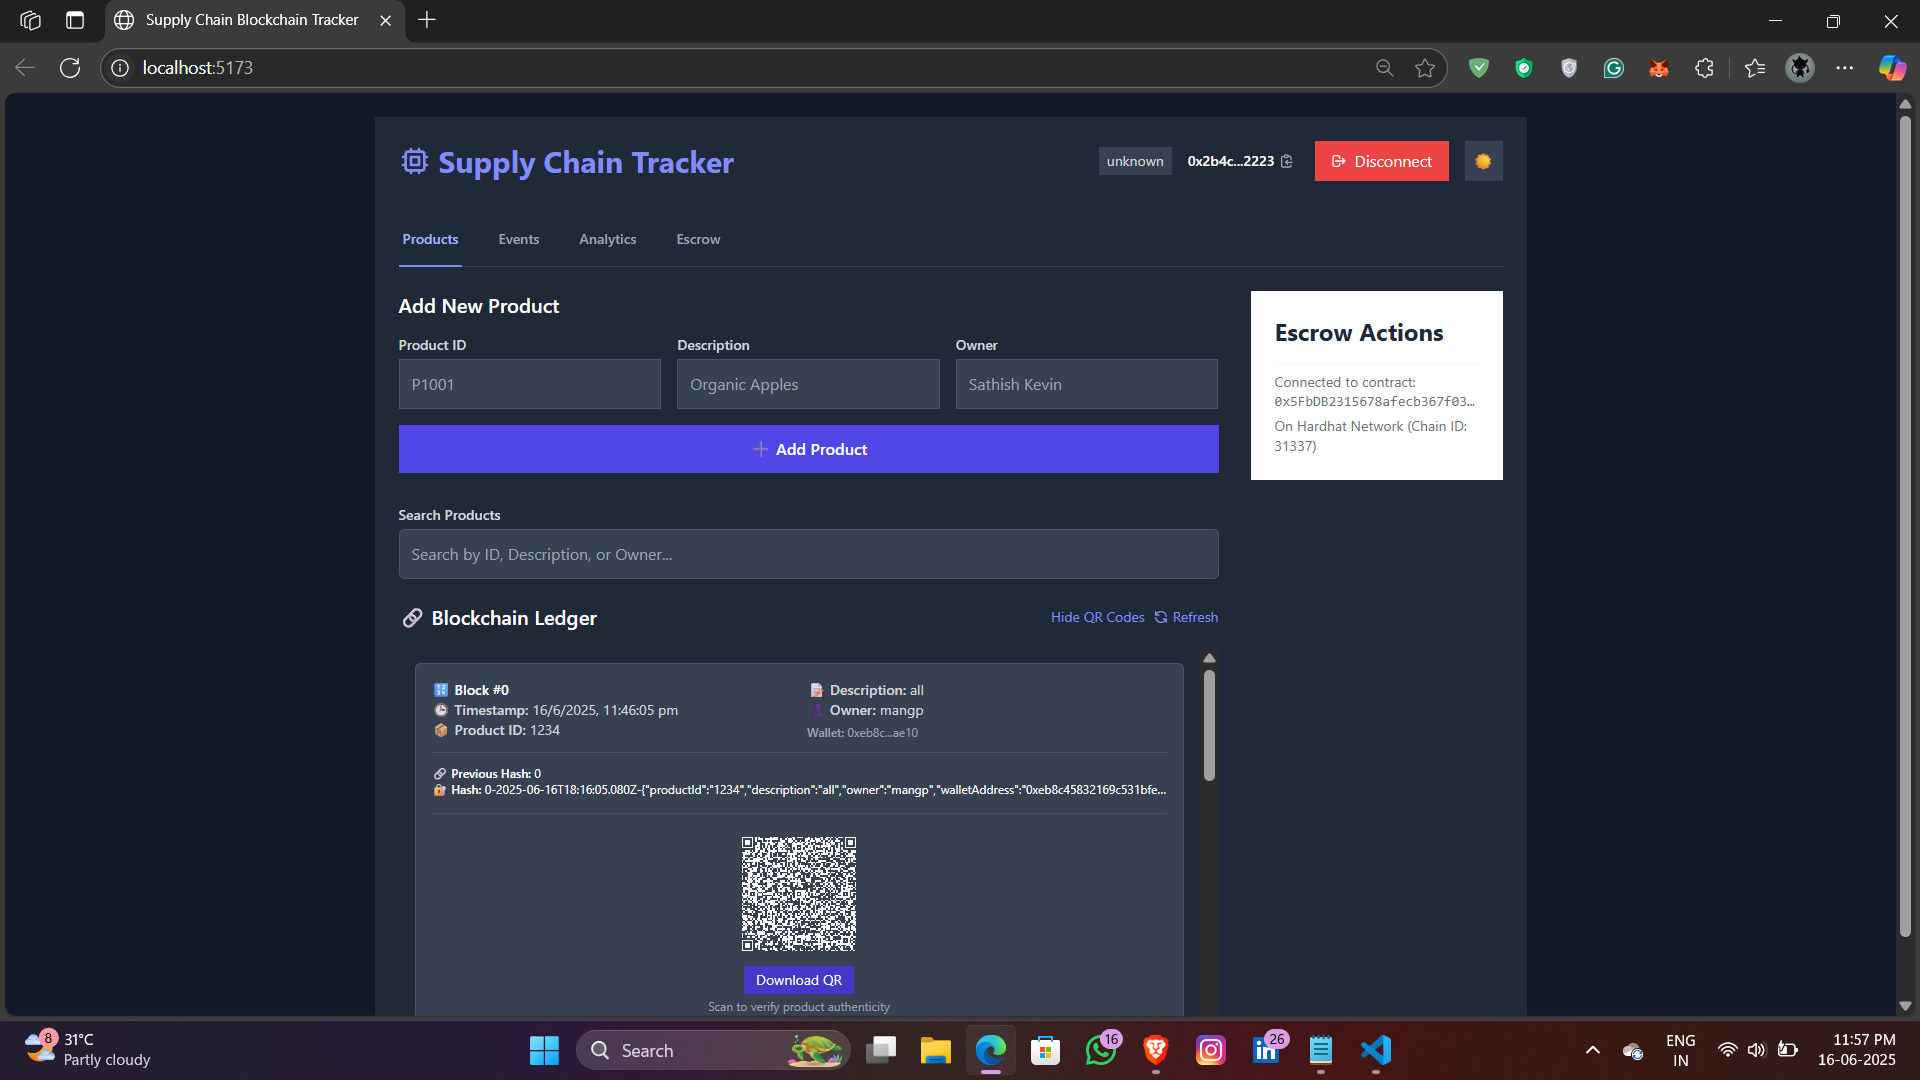 Supply Chain Blockchain Tracker
localhost:5173
Supply Chain Tracker
unknown
0x2b4c...2223
Disconnect
Products
Events
Analytics
Escrow
Add New Product
Product ID
Description
Owner
P1001
Organic Apples
Sathish Kevin
Add Product
Escrow Actions
Connected to contract:
0x5FbDB2315678afecb367f03...
On Hardhat Network (Chain ID:
31337)
Search Products
Search by ID, Description, or Owner...
Blockchain Ledger
Hide QR Codes
Refresh
Block #0
Timestamp: 16/6/2025, 11:46:05 pm
Product ID: 1234
Description: all
Owner: mangp
Wallet: 0xeb8c...ae10
Previous Hash: 0
Hash: 0-2025-06-16T18:16:05.080Z-{"productId":"1234","description":"all","owner":"mangp","walletAddress":"0xeb8c45832169c531bfe...
Download QR
Scan to verify product authenticity
8
31°C
Partly cloudy
Search
16
26
ENG
IN
11:57 PM
16-06-2025